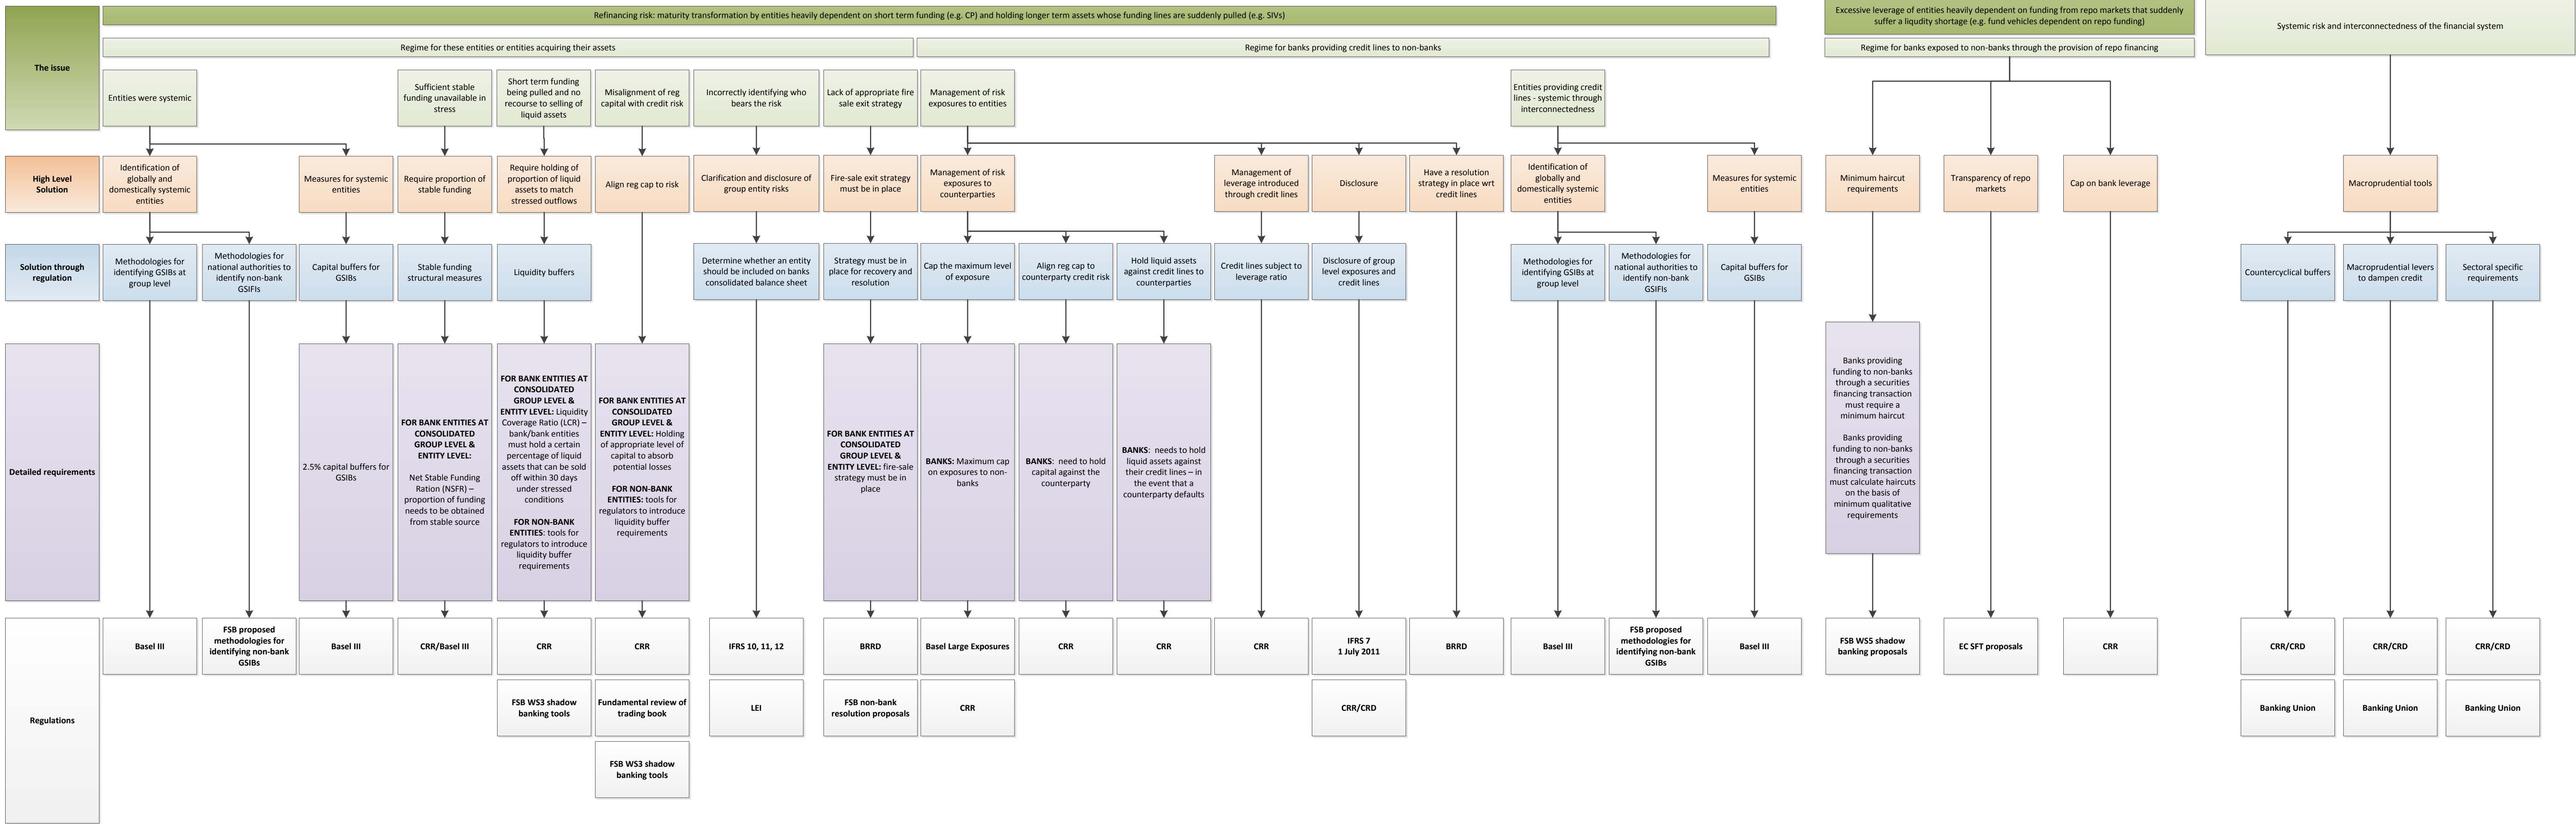 The issue
Refinancing risk: maturity transformation by entities heavily dependent on short term funding (e.g. CP) and holding longer term assets whose funding lines are suddenly pulled (e.g. SIVs)
Excessive leverage of entities heavily dependent on funding from repo markets that suddenly
suffer a liqudity shortage (e.g. fund vehicles dependent on repo funding)
Systemic risk and interconnectedness of the financial system
Regime for these entities or entities acquiring their assets
Regime for banks providing credit lines to non-banks
Regime for banks exposed to non-banks through the provision of repo financing
Entities were systemic
Sufficient stable
funding unavailable in
stress
Short term funding
being pulled and no
recourse to selling of
liquid assets
Misalignment of reg
capital with credit risk
Incorrectly identifying who
bears the risk
Lack of appropriate fire
sale exit strategy
Management of risk
exposures to entities
Entities providing credit
lines - systemic through
interconnectedness
High Level
Solution
Identification of
globally and
domestically systemic
entities
Measures for systemic
entities
Require proportion of
stable funding
Require holding of
proportion of liquid
assets to match
stressed outflows
Align reg cap to risk
Clarification and disclosure of
group entity risks
Fire-sale exit strategy
must be in place
Management of risk
exposures to
counterparties
Management of
leverage introduced
through credit lines
Disclosure
Have a resolution
strategy in place wrt
credit lines
Identification of
globally and
domestically systemic
entities
Measures for systemic
entities
Minimum haircut
requirements
Transparency of repo
markets
Cap on bank leverage
Macroprudential tools
Solution through
regulation
Methodologies for
identifying GSIBs at
group level
Methodologies for
national authorities to
identify non-bank
GSIFIs
Capital buffers for
GSIBs
Stable funding
structural measures
Liquidity buffers
Determine whether an entity
should be included on banks
consolidated balance sheet
Strategy must be in
place for recovery and
resolution
Cap the maximum level
of exposure
Align reg cap to
counterparty credit risk
Hold liquid assets
against credit lines to
counterparties
Credit lines subject to
leverage ratio
Disclosure of group
level exposures and
credit lines
Methodologies for
identifying GSIBs at
group level
Methodologies for
national authorities to
identify non-bank
GSIFIs
Capital buffers for
GSIBs
Countercyclical buffers
Macroprudential levers
to dampen credit
Sectoral specific
requirements
Detailed requirements
2.5% capital buffers for
GSIBs
FOR BANK ENTITIES AT
CONSOLIDATED
GROUP LEVEL &
ENTITY LEVEL:
Net Stable Funding
Ration (NSFR) –
proportion of funding
needs to be obtained
from stable source
FOR BANK ENTITIES AT
CONSOLIDATED
GROUP LEVEL &
ENTITY LEVEL: Liquidity
Coverage Ratio (LCR) –
bank/bank entities
must hold a certain
percentage of liquid
assets that can be sold
off within 30 days
under stressed
conditions
FOR NON-BANK
ENTITIES: tools for
regulators to introduce
liquidity buffer
requirements
FOR BANK ENTITIES AT
CONSOLIDATED
GROUP LEVEL &
ENTITY LEVEL: Holding
of appropriate level of
capital to absorb
potential losses
FOR NON-BANK
ENTITIES: tools for
regulators to introduce
liquidity buffer
requirements
FOR BANK ENTITIES AT
CONSOLIDATED
GROUP LEVEL &
ENTITY LEVEL: fire-sale
strategy must be in
place
BANKS: Maximum cap
on exposures to non-
banks
BANKS: need to hold
capital against the
counterparty
BANKS: needs to hold
liquid assets against
their credit lines – in
the event that a
counterparty defaults
Banks providing
funding to non-banks
through a securities
financing transaction
must require a
minimum haircut
Banks providing
funding to non-banks
through a securities
financing transaction
must calculate haircuts
on the basis of
minimum qualitative
requirements
Regulations
Basel III
FSB proposed
methodologies for
identifying non-bank
GSIBs
Basel III
CRR/Basel III
CRR
CRR
IFRS 10, 11, 12
BRRD
Basel Large Exposures
CRR
CRR
CRR
IFRS 7
1 July 2011
BRRD
Basel III
FSB proposed
methodologies for
identifying non-bank
GSIBs
Basel III
FSB WS5 shadow
banking proposals
EC SFT proposals
CRR
CRR/CRD
CRR/CRD
CRR/CRD
FSB WS3 shadow
banking tools
Fundamental review of
trading book
LEI
FSB non-bank
resolution proposals
CRR
CRR/CRD
Banking Union
Banking Union
Banking Union
FSB WS3 shadow
banking tools